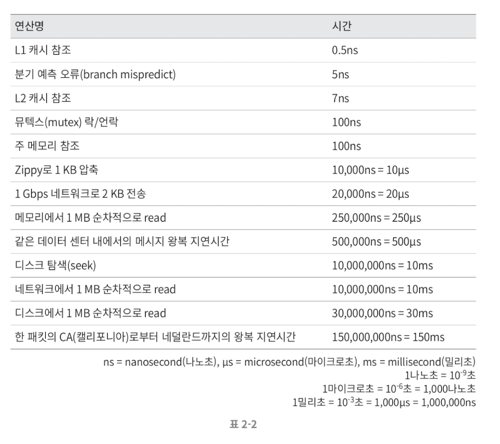 연산명 시간
L1 캐시 참조 0.5ns
분기 예측 오류(branch mispredict) 5ns
L2 캐시 참조 7ns
뮤텍스(mutex) 락/언락 100ns
주 메모리 참조 100ns
Zippy로 1 KB 압축 10,000ns = 10µs
1 Gbps 네트워크로 2 KB 전송 20,000ns = 20µs
메모리에서 1 MB 순차적으로 read 250,000ns = 250µs
같은 데이터 센터 내에서의 메시지 왕복 지연시간 500,000ns = 500µs
디스크 탐색(seek) 10,000,000ns = 10ms
네트워크에서 1 MB 순차적으로 read 10,000,000ns = 10ms
디스크에서 1 MB 순차적으로 read 30,000,000ns = 30ms
한 패킷의 CA(캘리포니아)로부터 네덜란드까지의 왕복 지연시간 150,000,000ns = 150ms
ns = nanosecond(나노초), µs = microsecond(마이크로초), ms = millisecond(밀리초)
1나노초 = 10⁻⁹초
1마이크로초 = 10⁻⁶초 = 1,000나노초
1밀리초 = 10⁻³초 = 1,000µs = 1,000,000ns
표 2-2